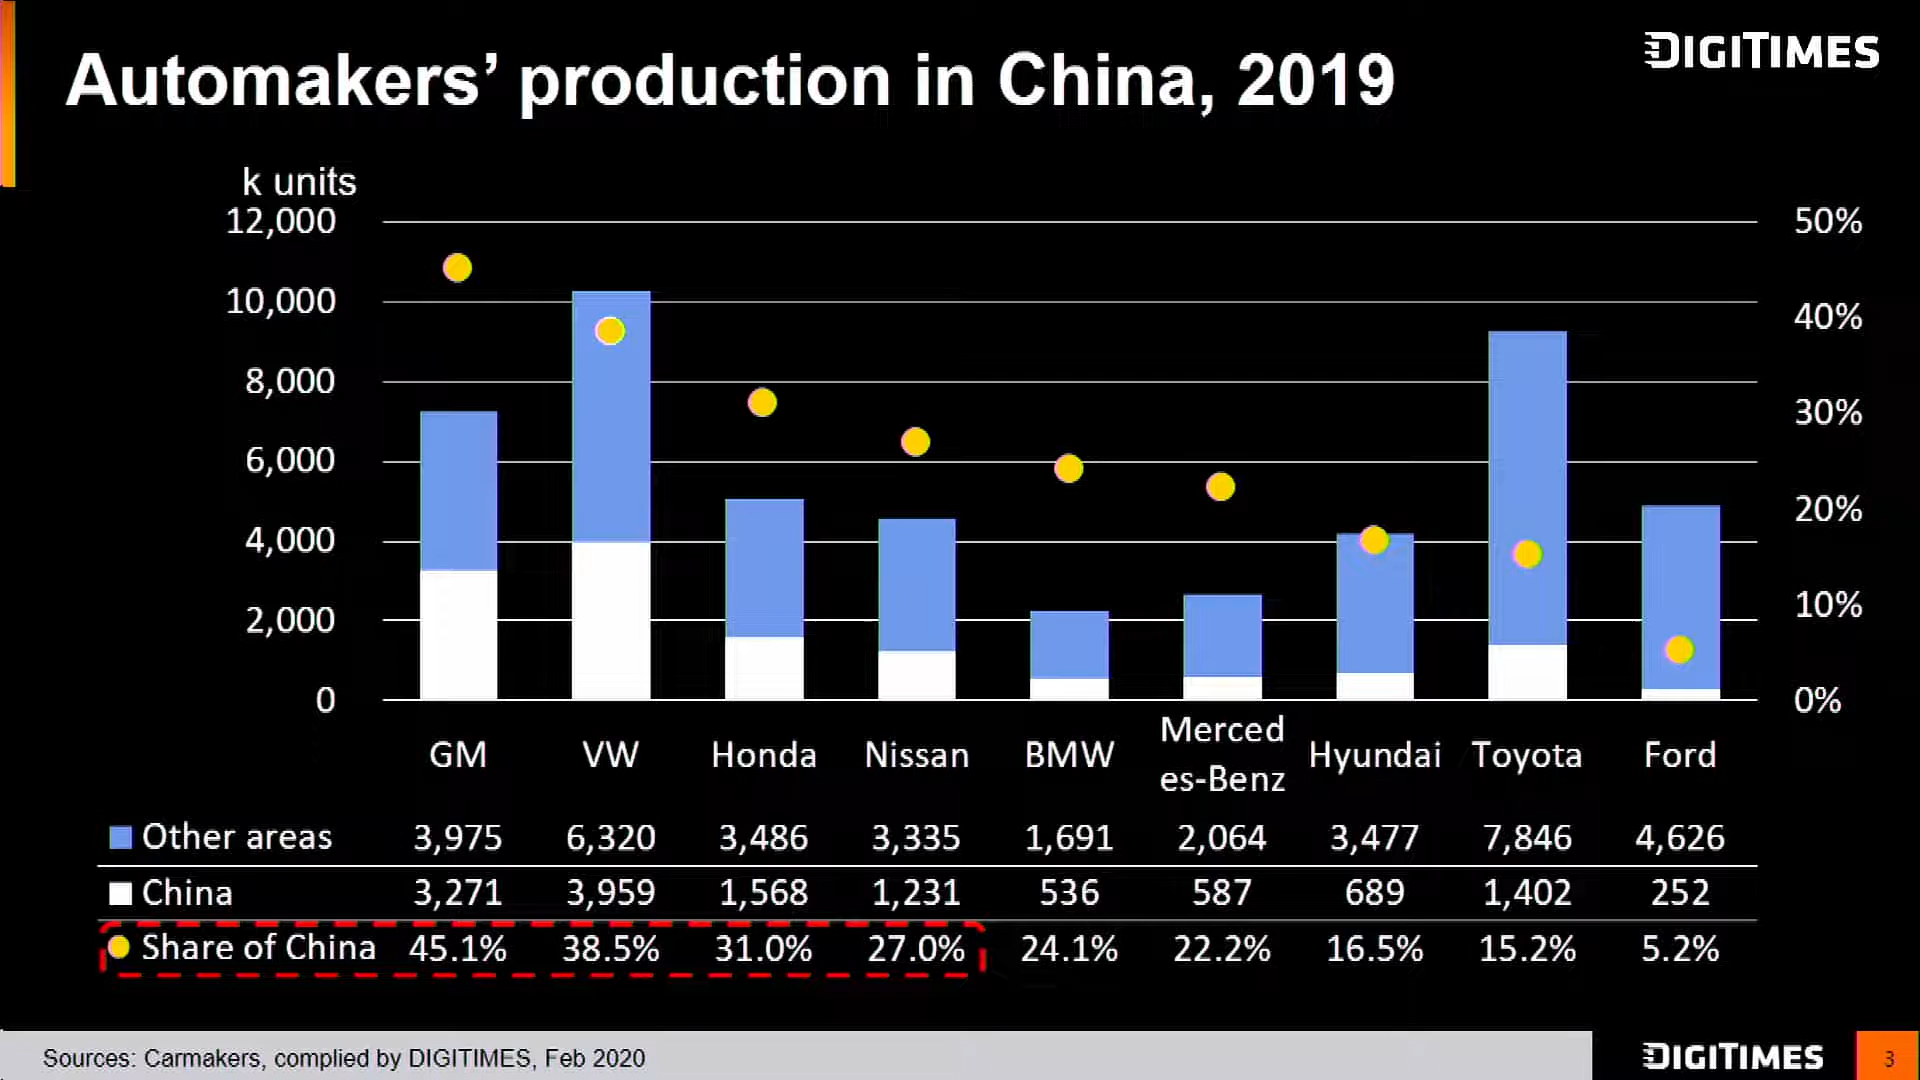 Automakers' production in China, 2019
DIGITIMES
k units
12,000
10,000
8,000
6,000
4,000
2,000
0
50%
40%
30%
20%
10%
0%
GM VW Honda Nissan BMW Merced es-Benz Hyundai Toyota Ford
Other areas 3,975 6,320 3,486 3,335 1,691 2,064 3,477 7,846 4,626
China 3,271 3,959 1,568 1,231 536 587 689 1,402 252
Share of China 45.1% 38.5% 31.0% 27.0% 24.1% 22.2% 16.5% 15.2% 5.2%
Sources: Carmakers, complied by DIGITIMES, Feb 2020
DIGITIMES
3